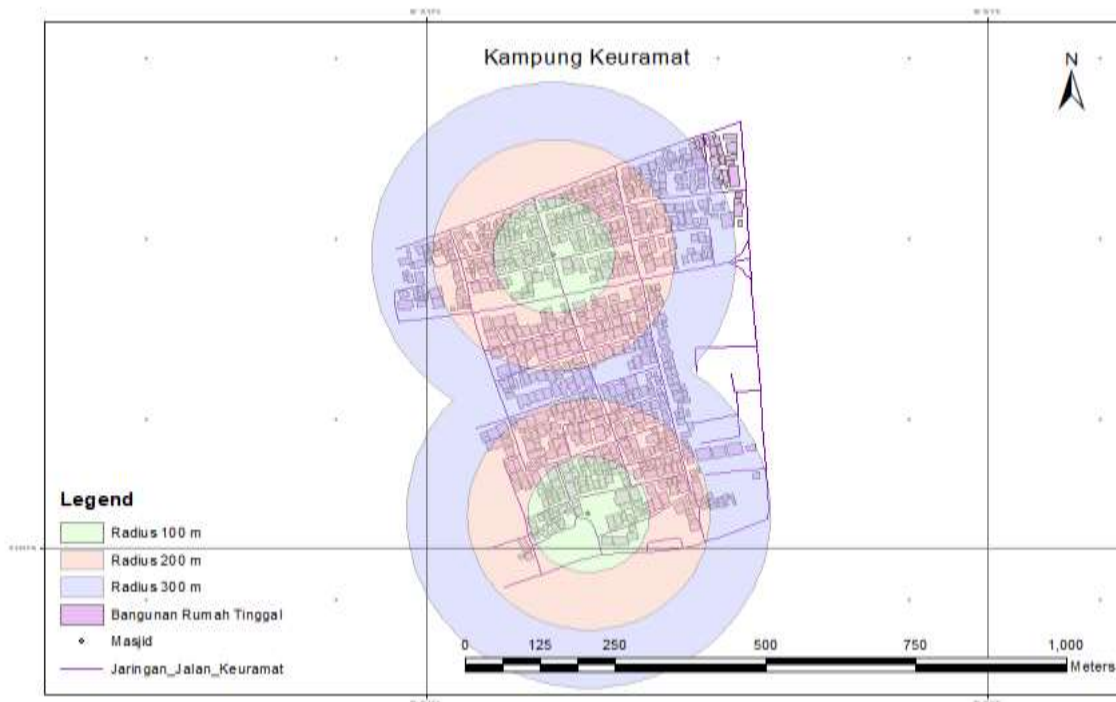 Kampung Keuramat
N
Legend
Radius 100 m
Radius 200 m
Radius 300 m
Bangunan Rumah Tinggal
Masjid
Jaringan_Jalan_Keuramat
0 125 250 500 750 1,000
Meters